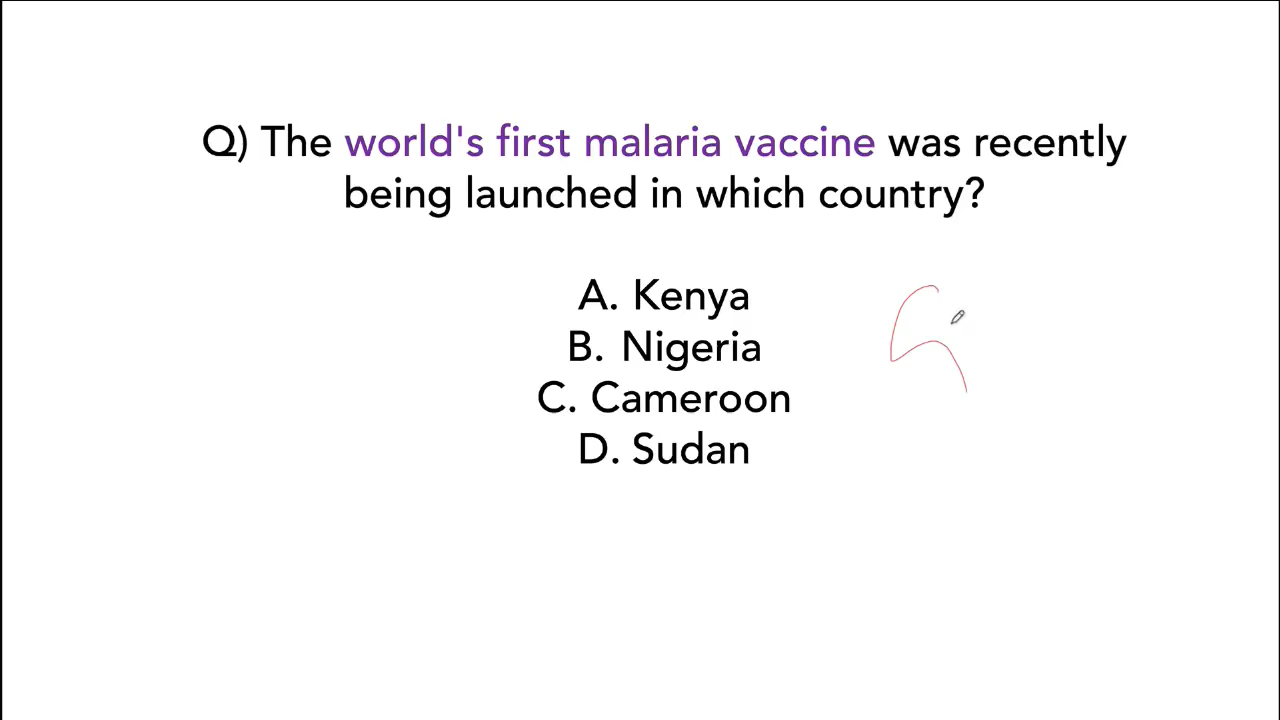 Q) The world's first malaria vaccine was recently
being launched in which country?
A. Kenya
B. Nigeria
C. Cameroon
D. Sudan